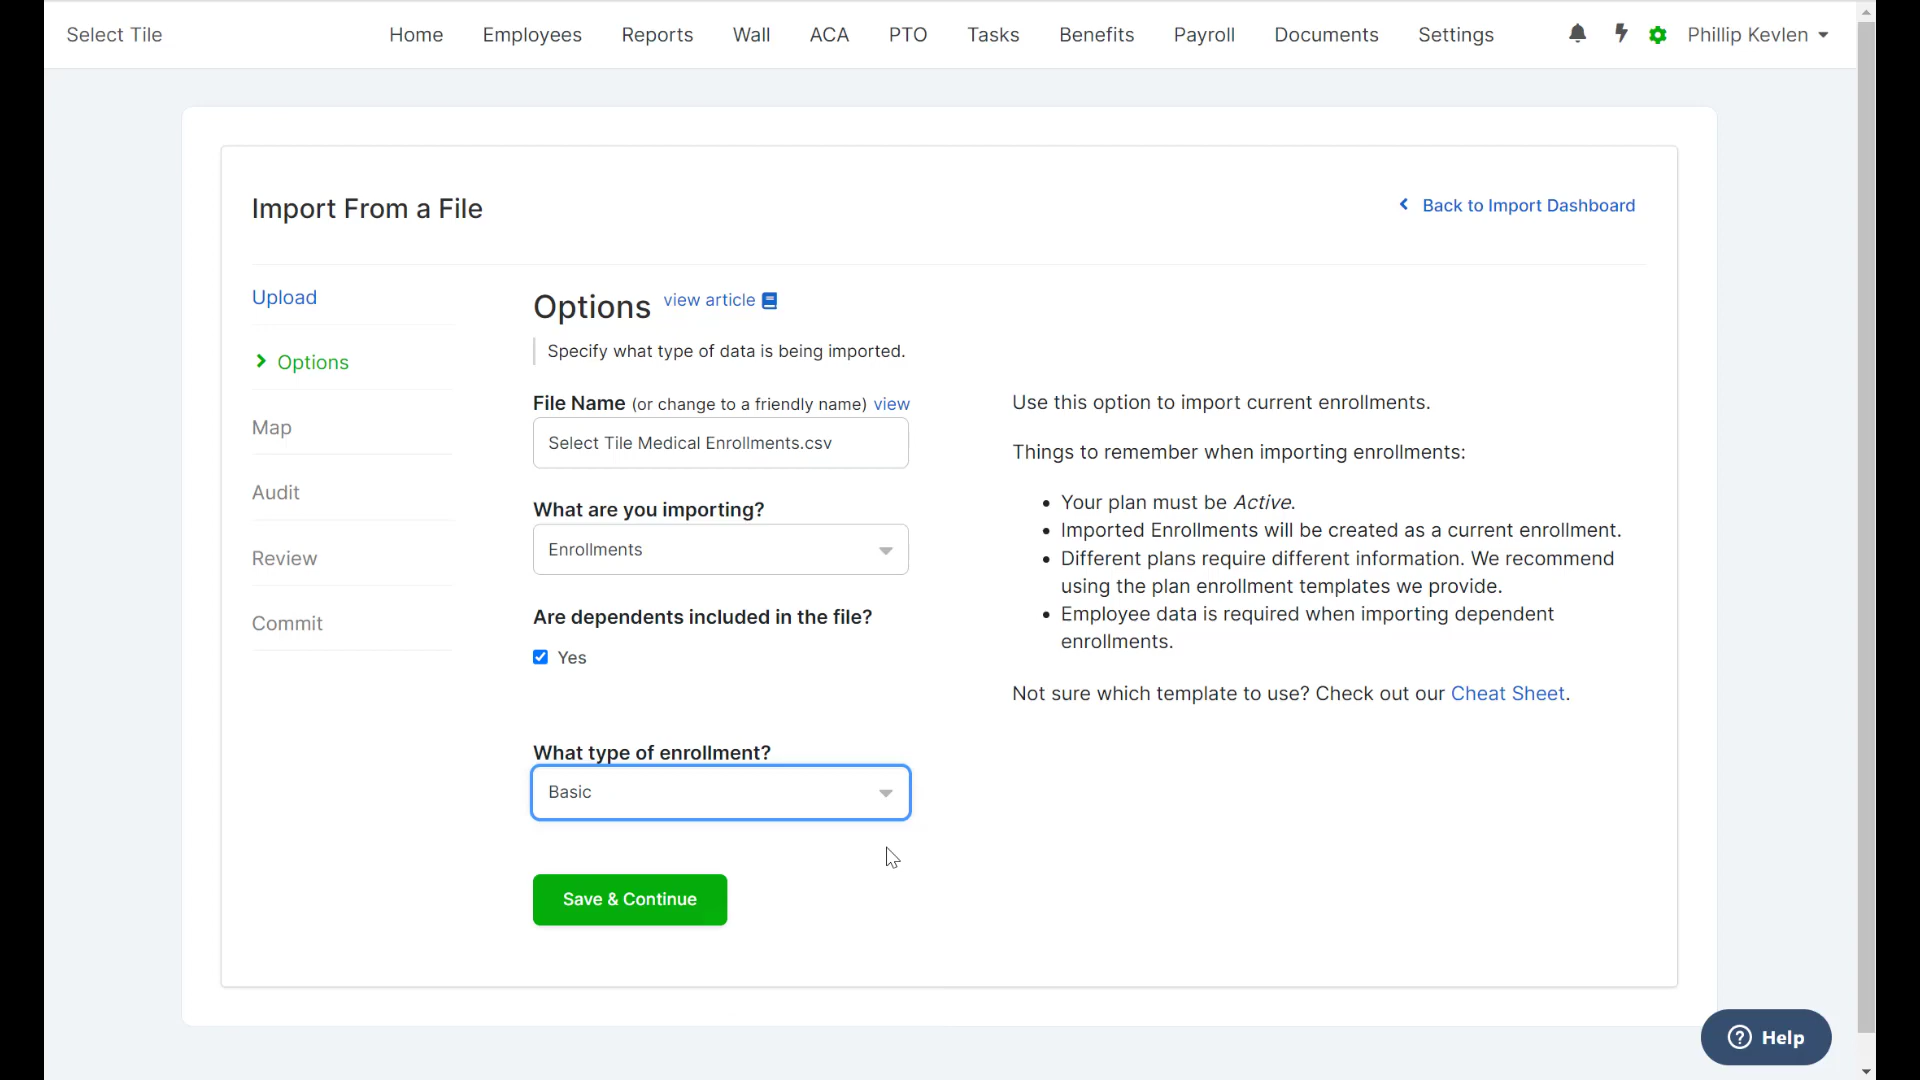 Select Tile Home Employees Reports Wall ACA PTO Tasks Benefits Payroll Documents Settings Phillip Kevlen
Import From a File
Back to Import Dashboard
Upload
Options
Map
Audit
Review
Commit
Options view article
Specify what type of data is being imported.
File Name (or change to a friendly name) view
Select Tile Medical Enrollments.csv
What are you importing?
Enrollments
Are dependents included in the file?
Yes
What type of enrollment?
Basic
Save & Continue
Use this option to import current enrollments.
Things to remember when importing enrollments:
• Your plan must be Active.
• Imported Enrollments will be created as a current enrollment.
• Different plans require different information. We recommend
using the plan enrollment templates we provide.
• Employee data is required when importing dependent
enrollments.
Not sure which template to use? Check out our Cheat Sheet.
Help